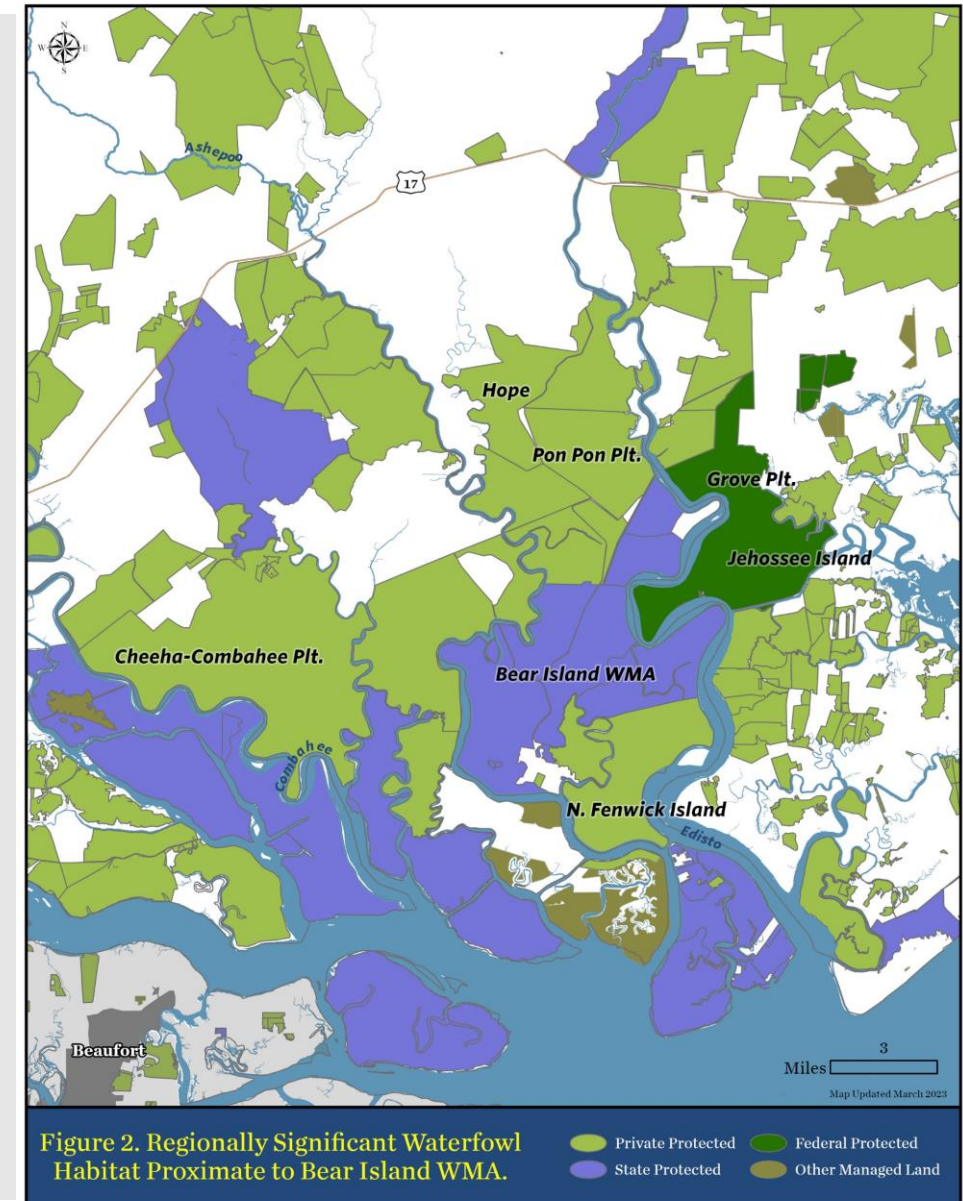 N
W E
S
Ashepoo
17
Hope
Pon Pon Plt.
Grove Plt.
Jehossee Island
Cheeha-Combahee Plt.
Bear Island WMA
Combahee
N. Fenwick Island
Edisto
Beaufort
3
Miles
Map Updated March 2023
Figure 2. Regionally Significant Waterfowl
Habitat Proximate to Bear Island WMA.
Private Protected
Federal Protected
State Protected
Other Managed Land